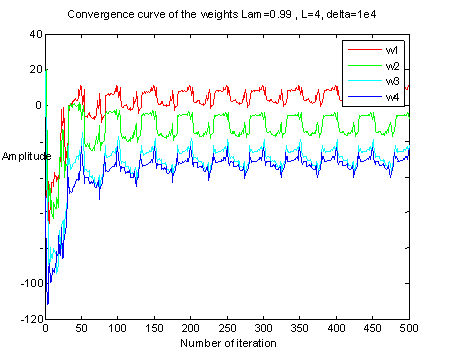 Convergence curve of the weights Lam=0.99 , L=4, delta=1e4
40
20
0
Amplitude
-100
-120
w1
w2
w3
w4
0 50 100 150 200 250 300 350 400 450 500
Number of iteration